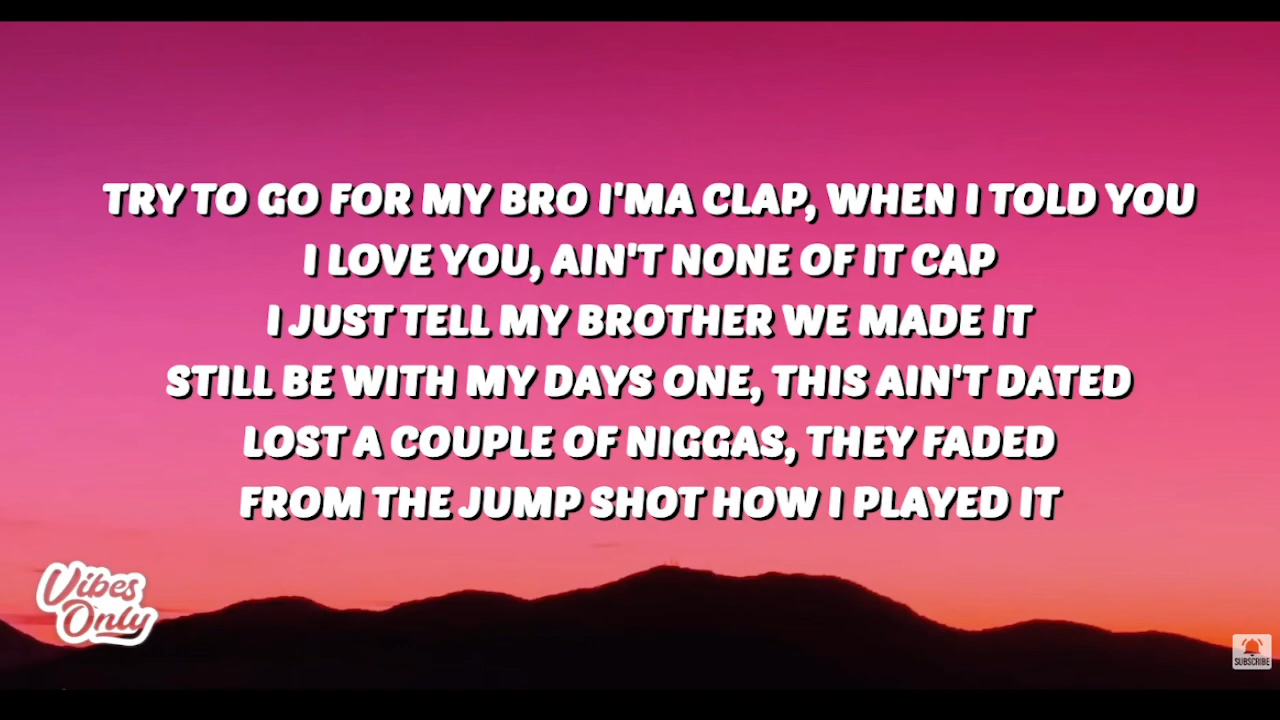 TRY TO GO FOR MY BRO I'MA CLAP, WHEN I TOLD YOU
I LOVE YOU, AIN'T NONE OF IT CAP
I JUST TELL MY BROTHER WE MADE IT
STILL BE WITH MY DAYS ONE, THIS AIN'T DATED
LOST A COUPLE OF NIGGAS, THEY FADED
FROM THE JUMP SHOT HOW I PLAYED IT
Vibes
Only
SUBSCRIBE